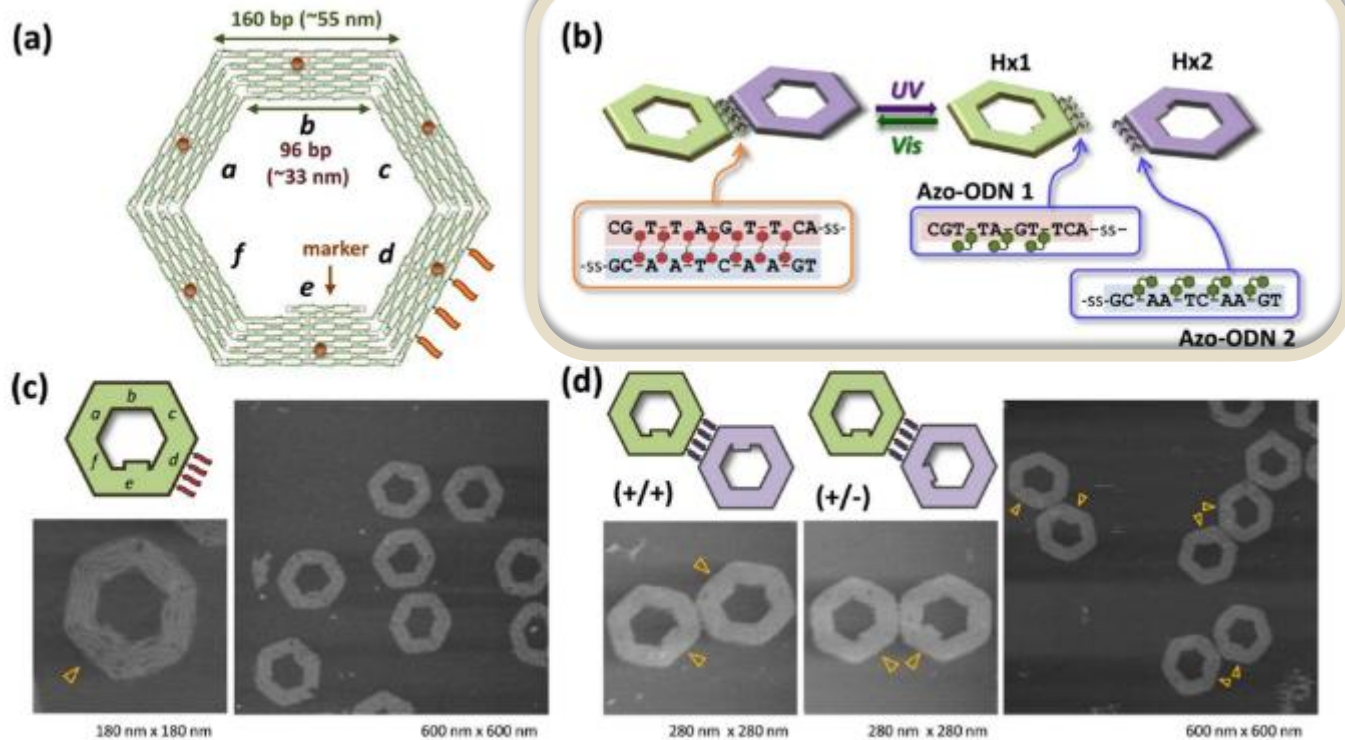 (a)
160 bp (~55 nm)
b
96 bp
(~33 nm)
a
c
f
d
marker
e
(b)
Hx1
Hx2
UV
Vis
CG T-T A-G T-T CA-ss-
-ss-GC-A A-T C-A A-GT
Azo-ODN 1
CGT-TA-GT-TCA-ss-
-ss-GC-AA-TC-AA-GT
Azo-ODN 2
(c)
b
a
c
f
d
e
180 nm x 180 nm
600 nm x 600 nm
(d)
(+/+)
(+/-)
280 nm x 280 nm
280 nm x 280 nm
600 nm x 600 nm